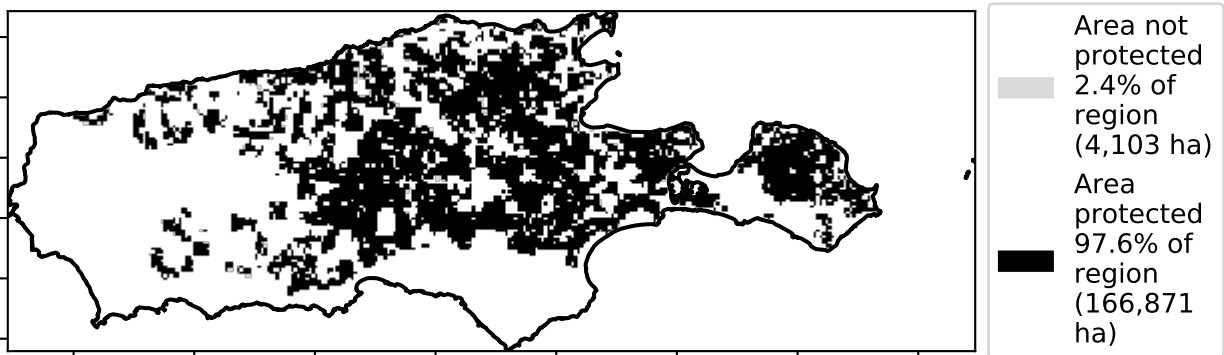 Area not
protected
2.4% of
region
(4,103 ha)
Area
protected
97.6% of
region
(166,871
ha)